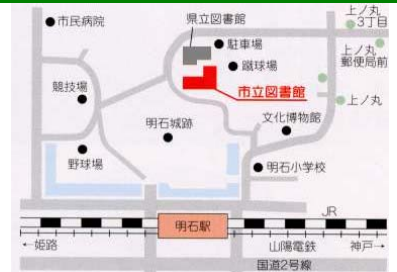 県立図書館
上ノ丸
3丁目
市民病院
駐車場
蹴球場
上ノ丸
郵便局前
競技場
市立図書館
上ノ丸
明石城跡
文化博物館
野球場
明石小学校
JR
明石駅
←姫路
山陽電鉄
神戸→
国道2号線